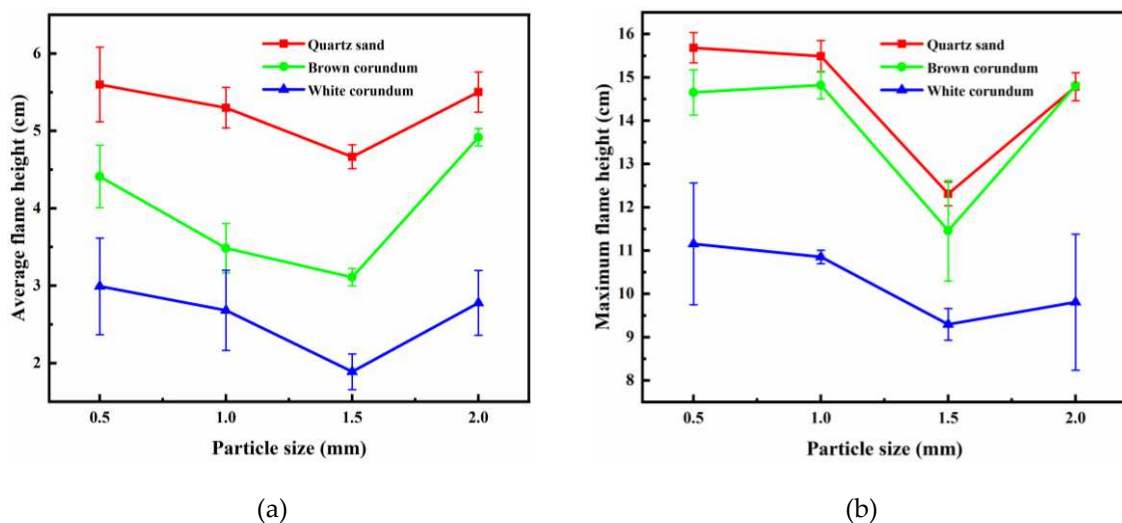 6
5
4
3
2
0.5 1.0 1.5 2.0
Average flame height (cm)
Particle size (mm)
Quartz sand
Brown corundum
White corundum
(a)
16
15
14
13
12
11
10
9
8
0.5 1.0 1.5 2.0
Maximum flame height (cm)
Particle size (mm)
Quartz sand
Brown corundum
White corundum
(b)